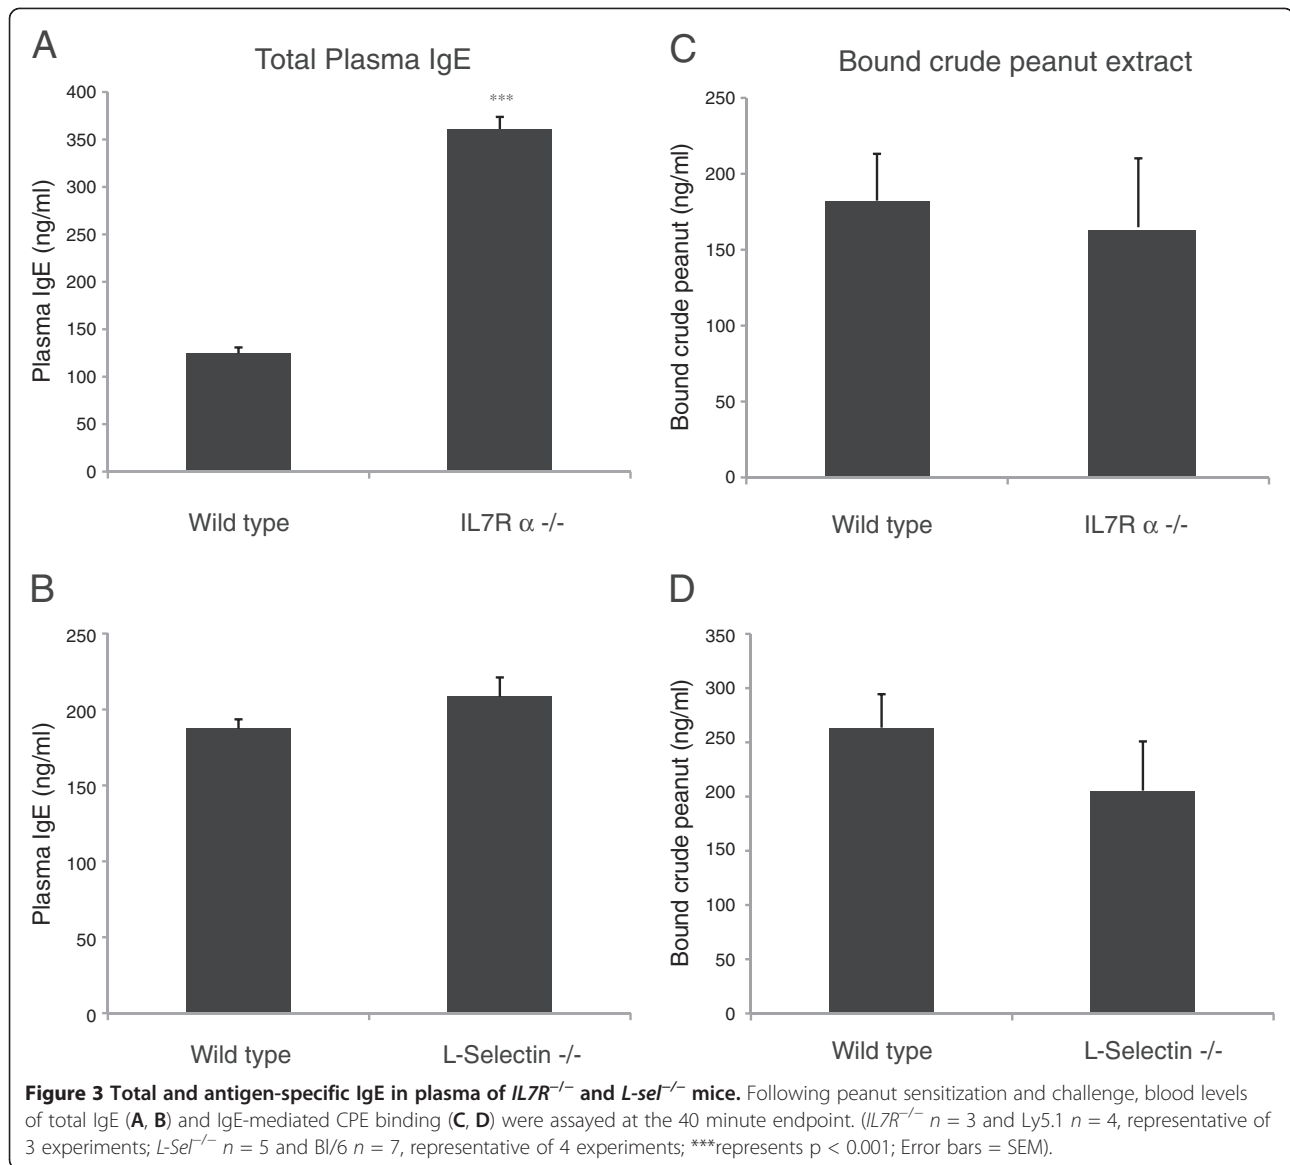 A
Total Plasma IgE
400
350
300
250
200
150
100
50
0
Plasma IgE (ng/ml)
***
Wild type
IL7R α -/-
C
Bound crude peanut extract
250
200
150
100
50
0
Bound crude peanut (ng/ml)
Wild type
IL7R α -/-
B
250
200
150
100
50
0
Plasma IgE (ng/ml)
Wild type
L-Selectin -/-
D
350
300
250
200
150
100
50
0
Bound crude peanut (ng/ml)
Wild type
L-Selectin -/-
Figure 3 Total and antigen-specific IgE in plasma of IL7R−/− and L-sel−/− mice. Following peanut sensitization and challenge, blood levels
of total IgE (A, B) and IgE-mediated CPE binding (C, D) were assayed at the 40 minute endpoint. (IL7R−/− n = 3 and Ly5.1 n = 4, representative of
3 experiments; L-Sel−/− n = 5 and Bl/6 n = 7, representative of 4 experiments; ***represents p < 0.001; Error bars = SEM).